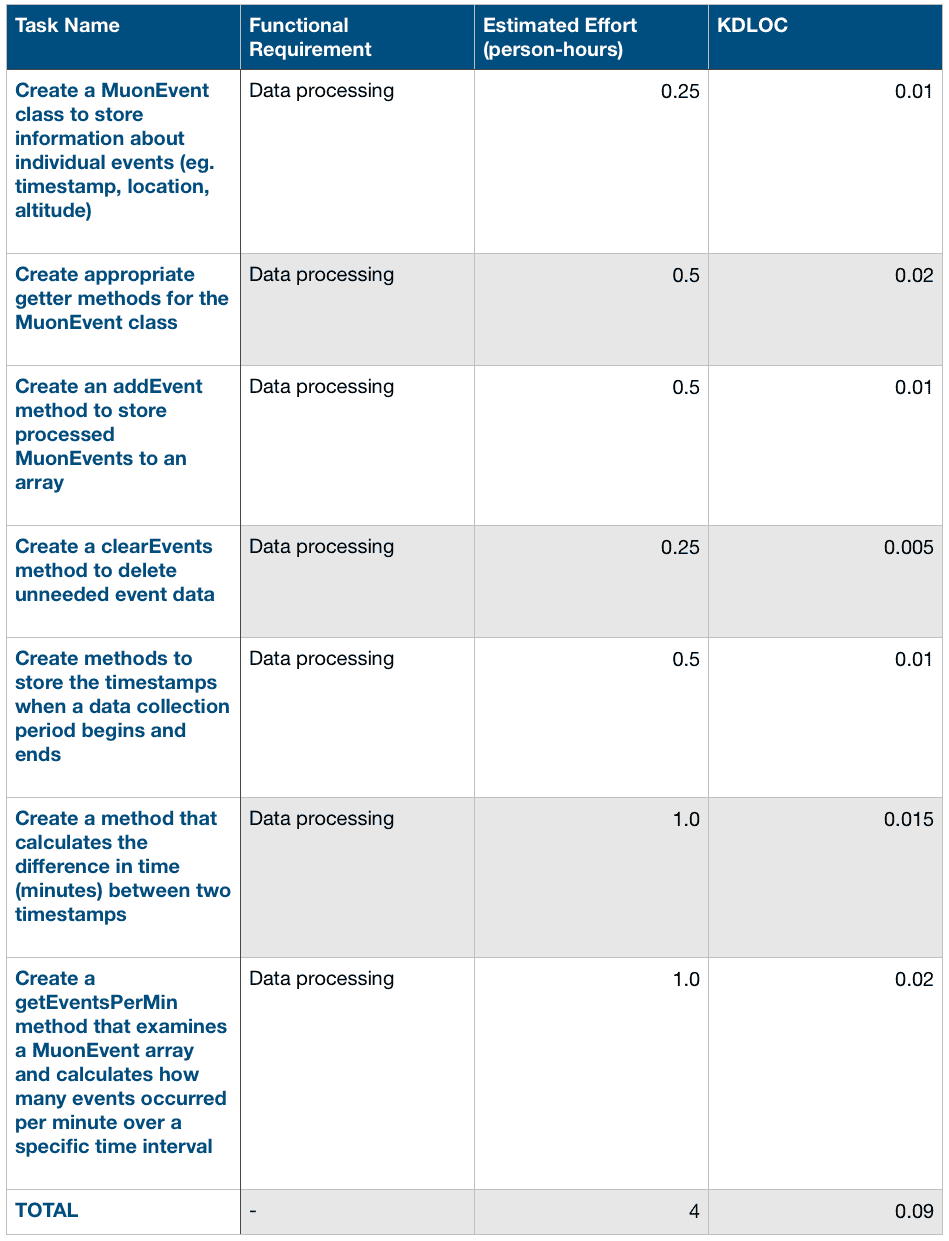 Task Name
Functional
Requirement
Estimated Effort
(person-hours)
KDLOC
Create a MuonEvent
class to store
information about
individual events (eg.
timestamp, location,
altitude)
Data processing
0.25
0.01
Create appropriate
getter methods for the
MuonEvent class
Data processing
0.5
0.02
Create an addEvent
method to store
processed
MuonEvents to an
array
Data processing
0.5
0.01
Create a clearEvents
method to delete
unneeded event data
Data processing
0.25
0.005
Create methods to
store the timestamps
when a data collection
period begins and
ends
Data processing
0.5
0.01
Create a method that
calculates the
difference in time
(minutes) between two
timestamps
Data processing
1.0
0.015
Create a
getEventsPerMin
method that examines
a MuonEvent array
and calculates how
many events occurred
per minute over a
specific time interval
Data processing
1.0
0.02
TOTAL
-
4
0.09